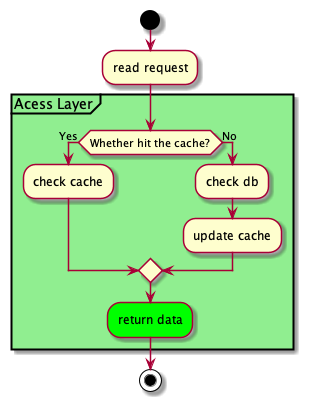 read request
Acess Layer
Yes
Whether hit the cache?
No
check cache
check db
update cache
return data